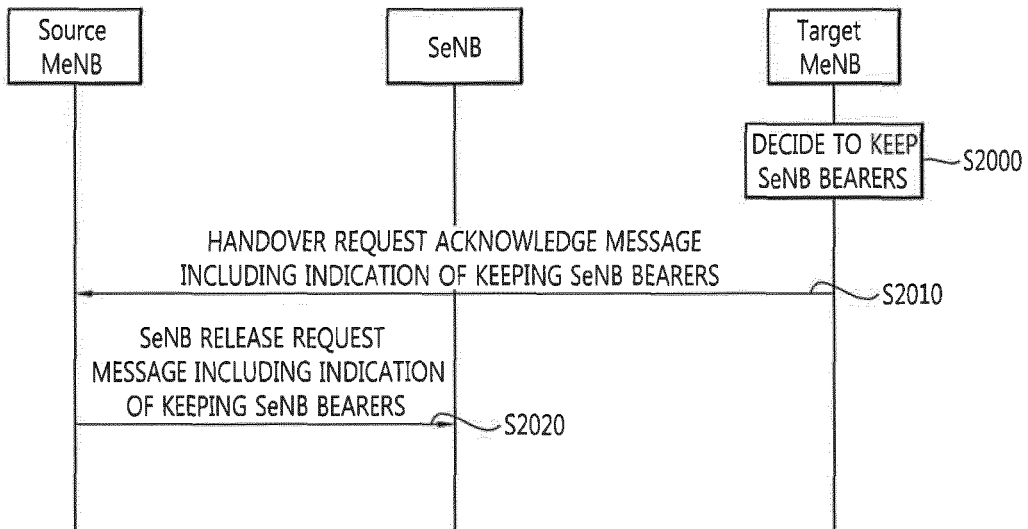 Source
MeNB
SeNB
Target
MeNB
DECIDE TO KEEP
SeNB BEARERS
S2000
HANDOVER REQUEST ACKNOWLEDGE MESSAGE
INCLUDING INDICATION OF KEEPING SeNB BEARERS
S2010
SeNB RELEASE REQUEST
MESSAGE INCLUDING INDICATION
OF KEEPING SeNB BEARERS
S2020